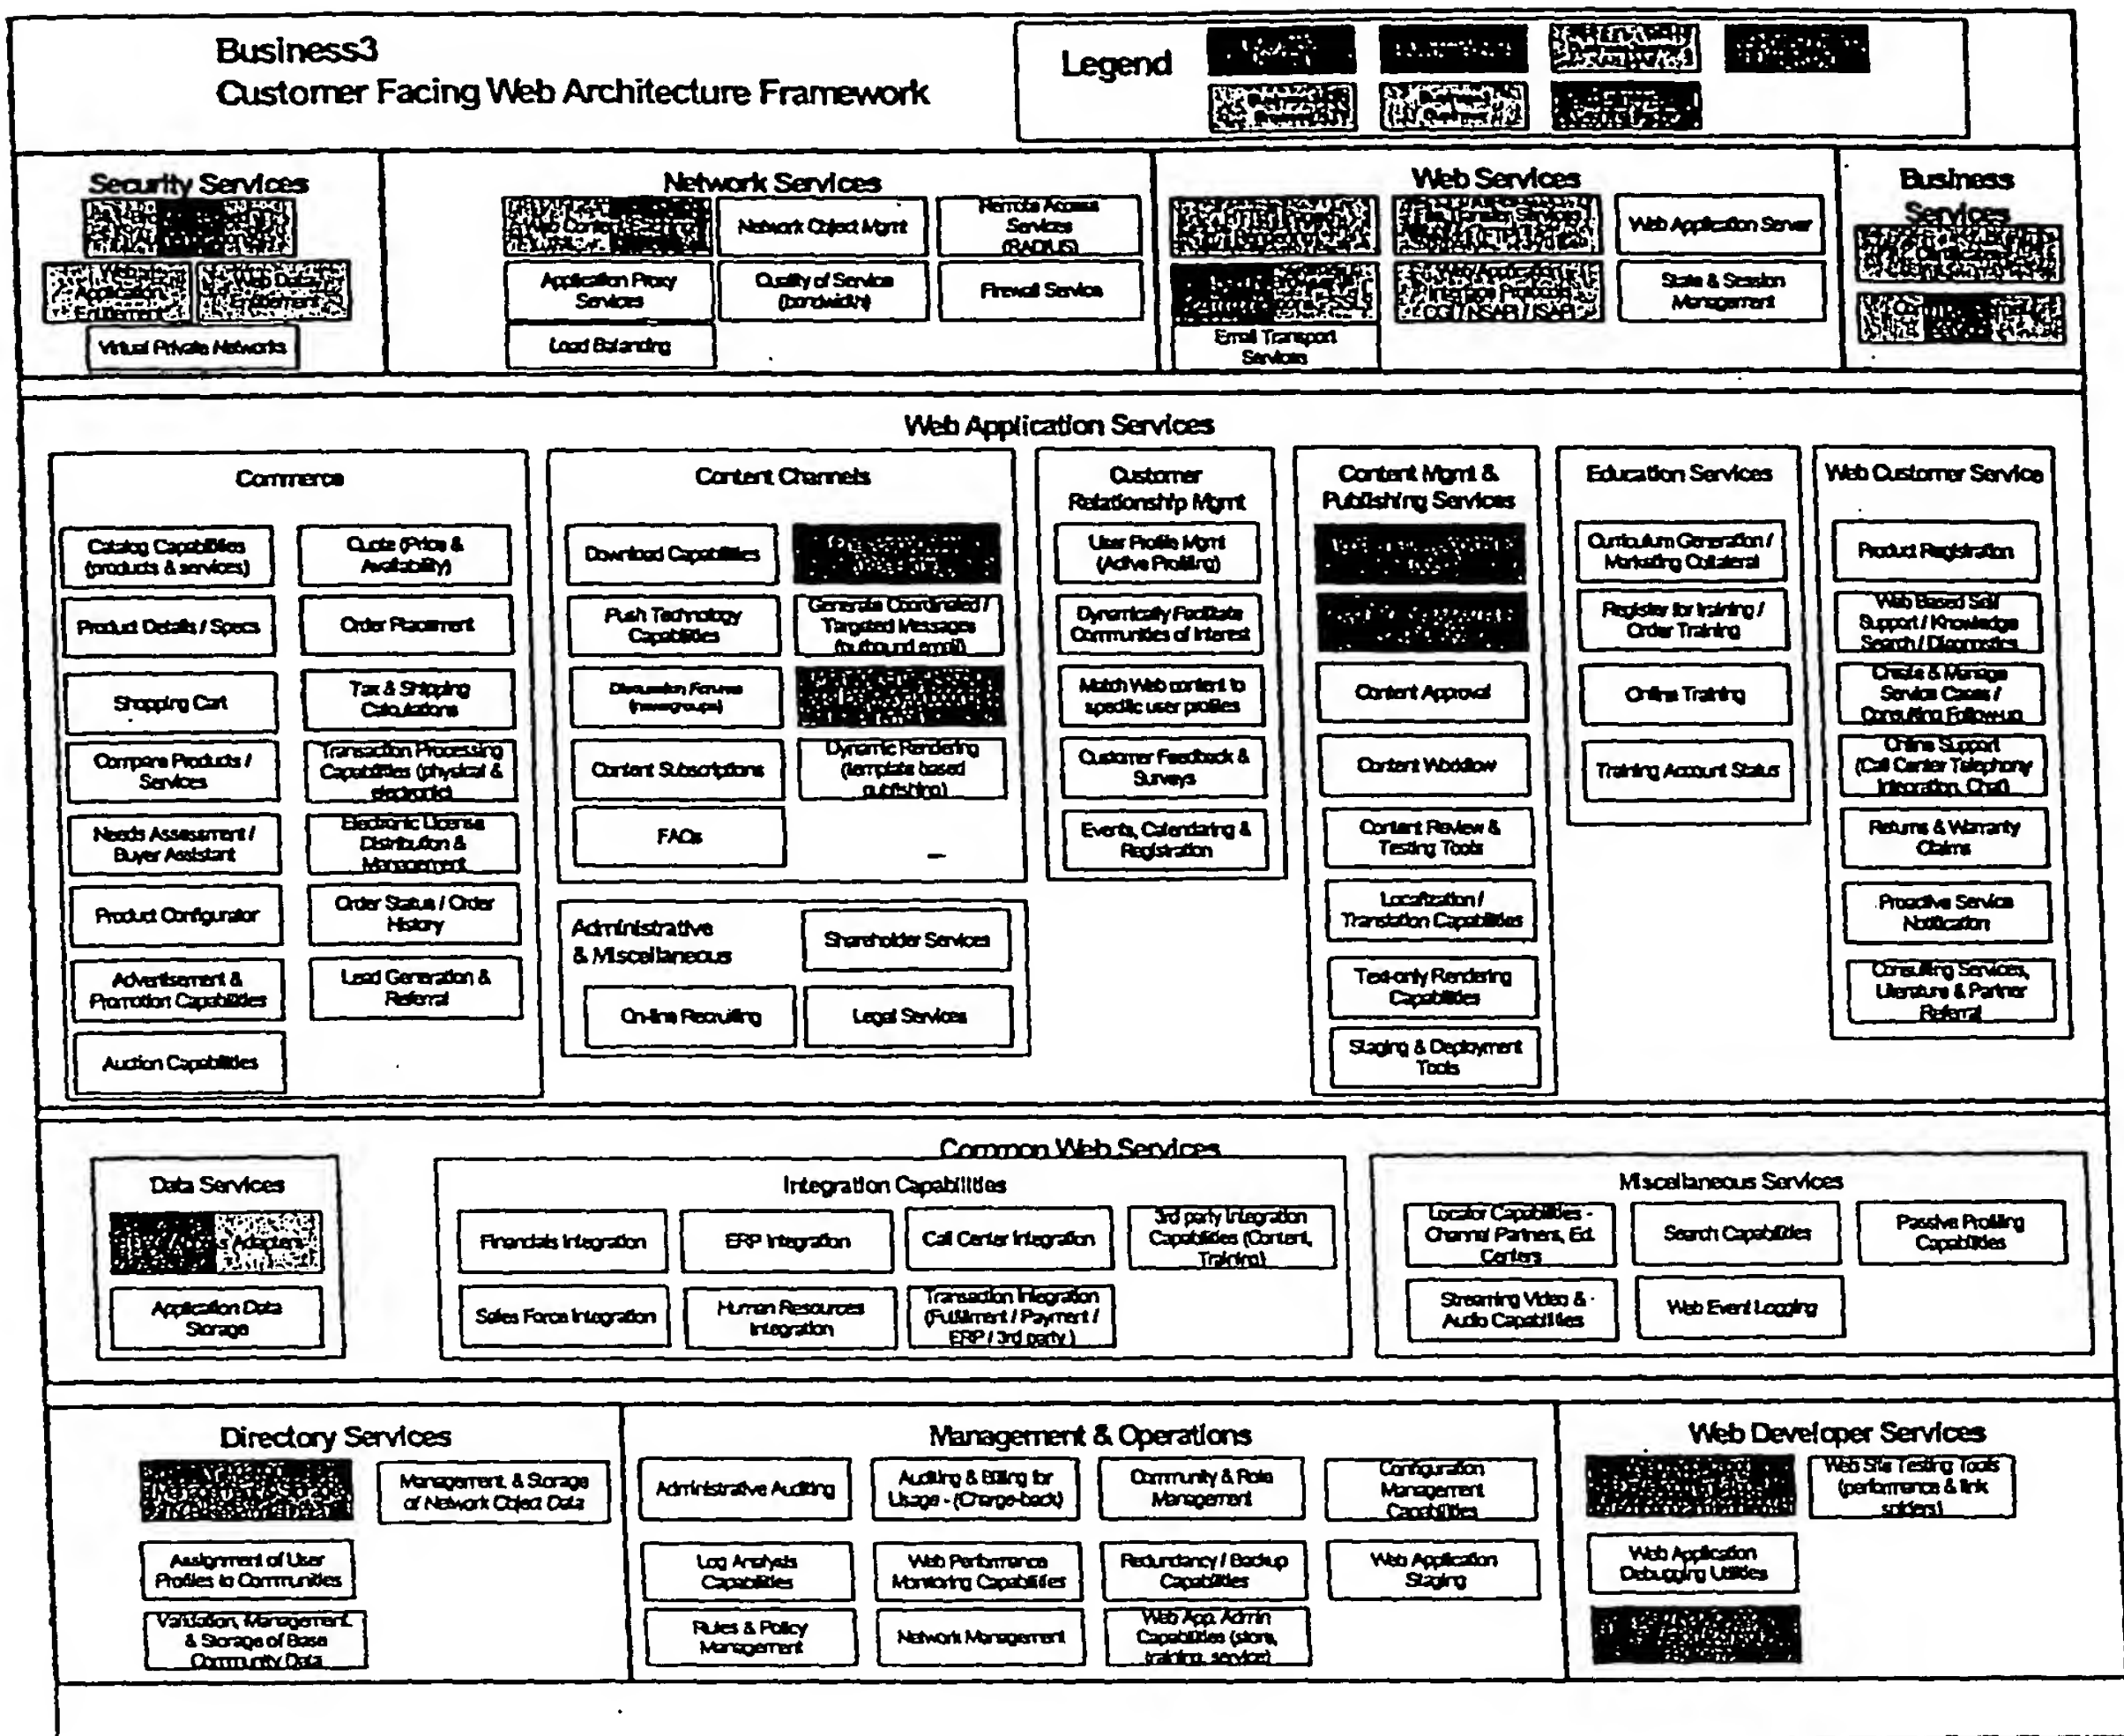 Business3
Customer Facing Web Architecture Framework
Legend
Security Services
Web
Application
Entitlement
Web Data
Entitlement
Virtual Private Networks
Network Services
Web Content
Network Object Mgmt
Remote Access
Services
(RADIUS)
Application Proxy
Services
Quality of Service
(bandwidth)
Firewall Service
Load Balancing
Web Services
File Transfer Services
Web Application Server
Web Application
Interface Protocols
CGI / NSAPI / ISAPI
State & Session
Management
Email Transport
Services
Business
Services
Web Application Services
Commerce
Catalog Capabilities
(products & services)
Quote (Price &
Availability)
Product Details / Specs
Order Placement
Shopping Cart
Tax & Shipping
Calculations
Compare Products /
Services
Transaction Processing
Capabilities (physical &
electronic)
Needs Assessment /
Buyer Assistant
Electronic License
Distribution &
Management
Product Configurator
Order Status / Order
History
Advertisement &
Promotion Capabilities
Lead Generation &
Referral
Auction Capabilities
Content Channels
Download Capabilities
Push Technology
Capabilities
Generate Coordinated /
Targeted Messages
(outbound email)
Discussion Forums
(newsgroups)
Content Subscriptions
Dynamic Rendering
(template based
publishing)
FAQs
Administrative
& Miscellaneous
Shareholder Services
On-line Recruiting
Legal Services
Customer
Relationship Mgmt
User Profile Mgmt
(Active Profiling)
Dynamically Facilitate
Communities of Interest
Match Web content to
specific user profiles
Customer Feedback &
Surveys
Events, Calendaring &
Registration
Content Mgmt &
Publishing Services
Content Approval
Content Workflow
Content Review &
Testing Tools
Localization /
Translation Capabilities
Text-only Rendering
Capabilities
Staging & Deployment
Tools
Education Services
Curriculum Generation /
Marketing Collateral
Register for training /
Order Training
Online Training
Training Account Status
Web Customer Service
Product Registration
Web Based Self
Support / Knowledge
Search / Diagnostics
Create & Manage
Service Cases /
Consulting Follow-up
Online Support
(Call Center Telephony
Integration, Chat)
Returns & Warranty
Claims
Proactive Service
Notification
Consulting Services,
Literature & Partner
Referral
Common Web Services
Data Services
Adapters
Application Data
Storage
Integration Capabilities
Financials Integration
ERP Integration
Call Center Integration
3rd party Integration
Capabilities (Content,
Training)
Sales Force Integration
Human Resources
Integration
Transaction Integration
(Fulfillment / Payment /
ERP / 3rd party )
Miscellaneous Services
Locator Capabilities -
Channel Partners, Ed.
Centers
Search Capabilities
Passive Profiling
Capabilities
Streaming Video &
Audio Capabilities
Web Event Logging
Directory Services
Management, & Storage
of Network Object Data
Assignment of User
Profiles to Communities
Validation, Management,
& Storage of Base
Community Data
Management & Operations
Administrative Auditing
Auditing & Billing for
Usage - (Charge-back)
Community & Role
Management
Configuration
Management
Capabilities
Log Analysis
Capabilities
Web Performance
Monitoring Capabilities
Redundancy / Backup
Capabilities
Web Application
Staging
Rules & Policy
Management
Network Management
Web App. Admin
Capabilities (store,
training, service)
Web Developer Services
Web Site Testing Tools
(performance & link
spiders)
Web Application
Debugging Utilities